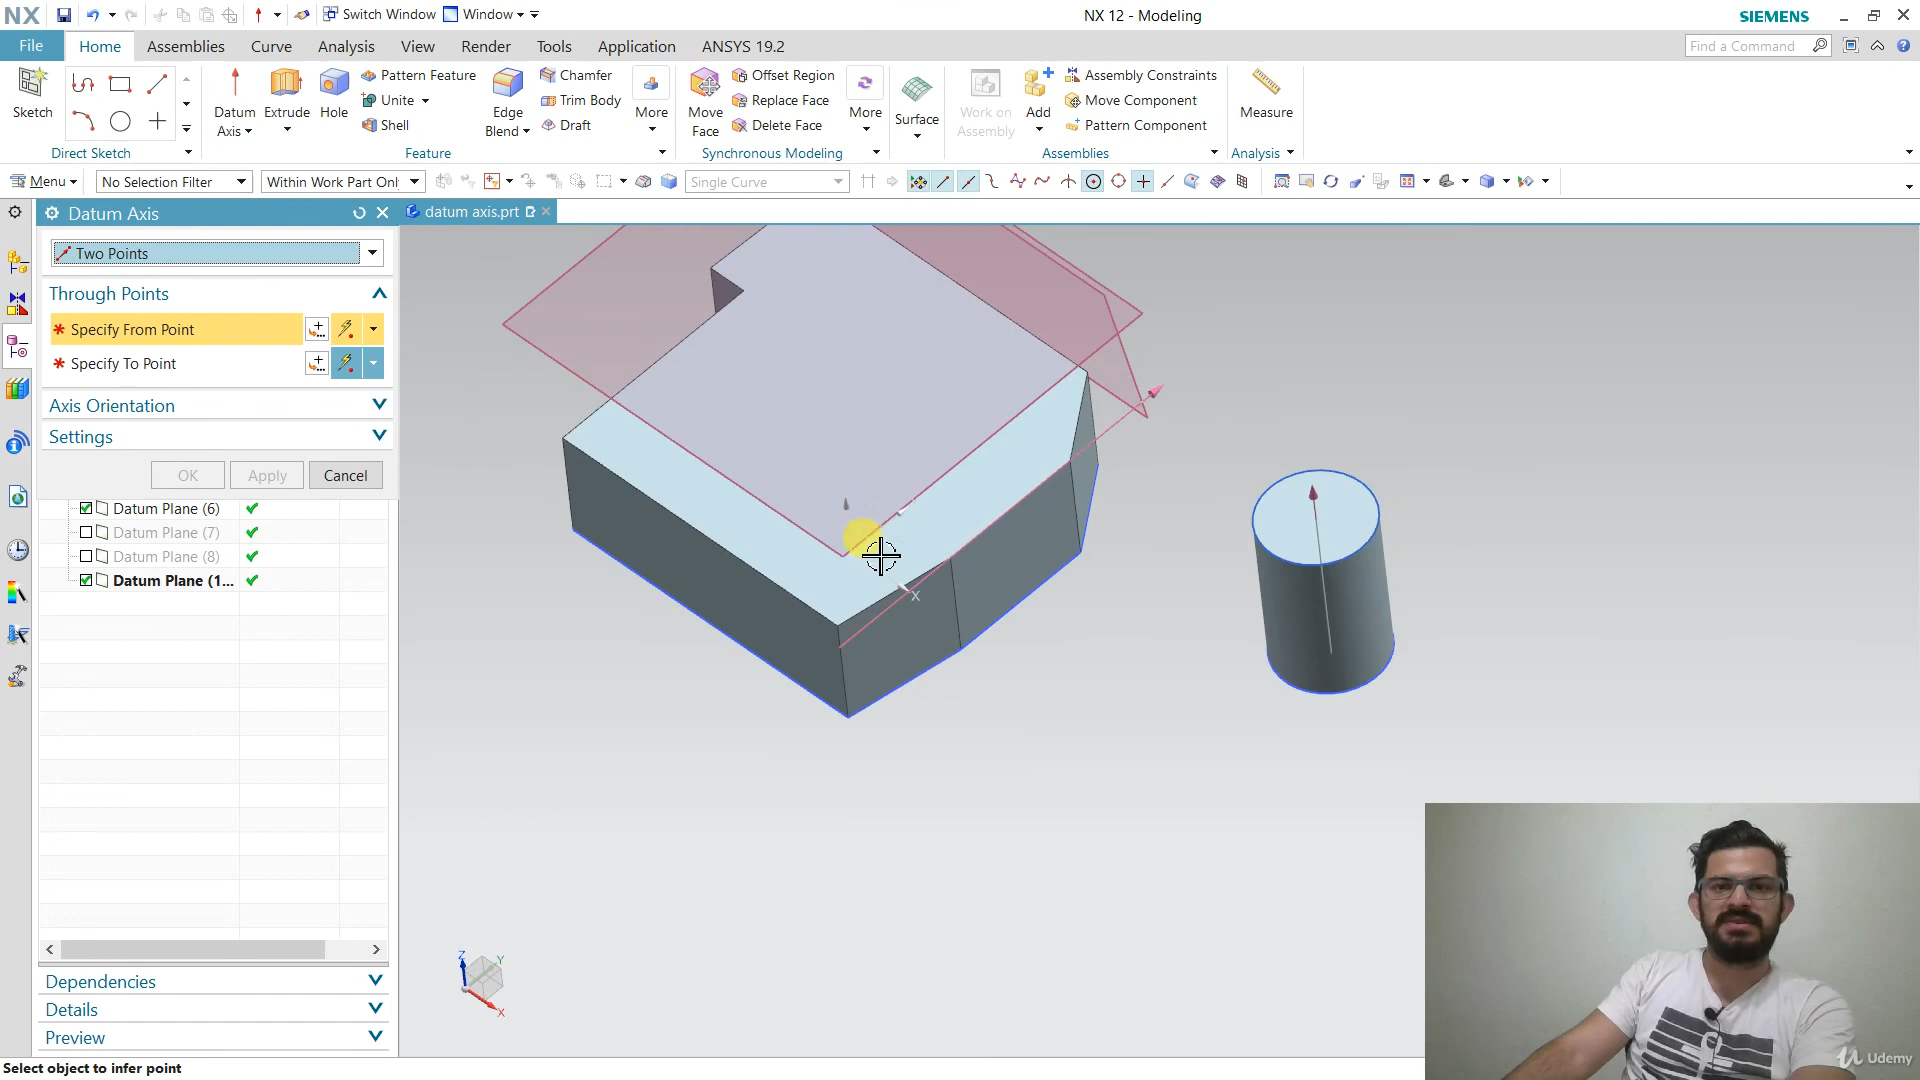 NX
Switch Window
Window
NX 12 - Modeling
SIEMENS
File
Home
Assemblies
Curve
Analysis
View
Render
Tools
Application
ANSYS 19.2
Find a Command
Sketch
Direct Sketch
Datum Axis
Extrude
Hole
Pattern Feature
Unite
Shell
Edge Blend
Chamfer
Trim Body
Draft
More
Feature
Move Face
Offset Region
Replace Face
Delete Face
More
Synchronous Modeling
Surface
Work on Assembly
Add
Assembly Constraints
Move Component
Pattern Component
Assemblies
Measure
Analysis
Menu
No Selection Filter
Within Work Part Onl
Single Curve
Datum Axis
datum axis.prt
Two Points
Through Points
* Specify From Point
* Specify To Point
Axis Orientation
Settings
OK
Apply
Cancel
Datum Plane (6)
Datum Plane (7)
Datum Plane (8)
Datum Plane (1...
X
Z
Y
X
Dependencies
Details
Preview
Select object to infer point
Udemy